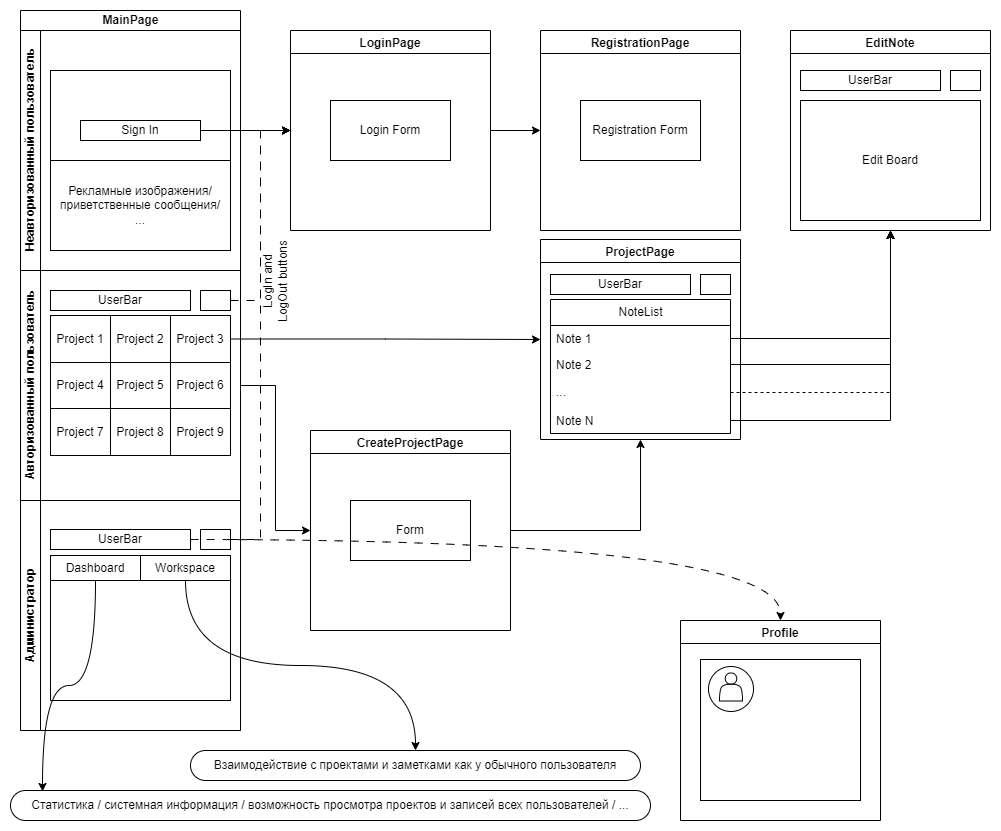 MainPage
Неавторизованный пользователь
Sign In
Рекламные изображения/
приветственные сообщения/
...
LoginPage
Login Form
RegistrationPage
Registration Form
EditNote
UserBar
Edit Board
LogIn and
LogOut buttons
Авторизованный пользователь
UserBar
Project 1
Project 2
Project 3
Project 4
Project 5
Project 6
Project 7
Project 8
Project 9
ProjectPage
UserBar
NoteList
Note 1
Note 2
...
Note N
CreateProjectPage
Form
Администратор
UserBar
Dashboard
Workspace
Profile
Взаимодействие с проектами и заметками как у обычного пользователя
Статистика / системная информация / возможность просмотра проектов и записей всех пользователей / ...